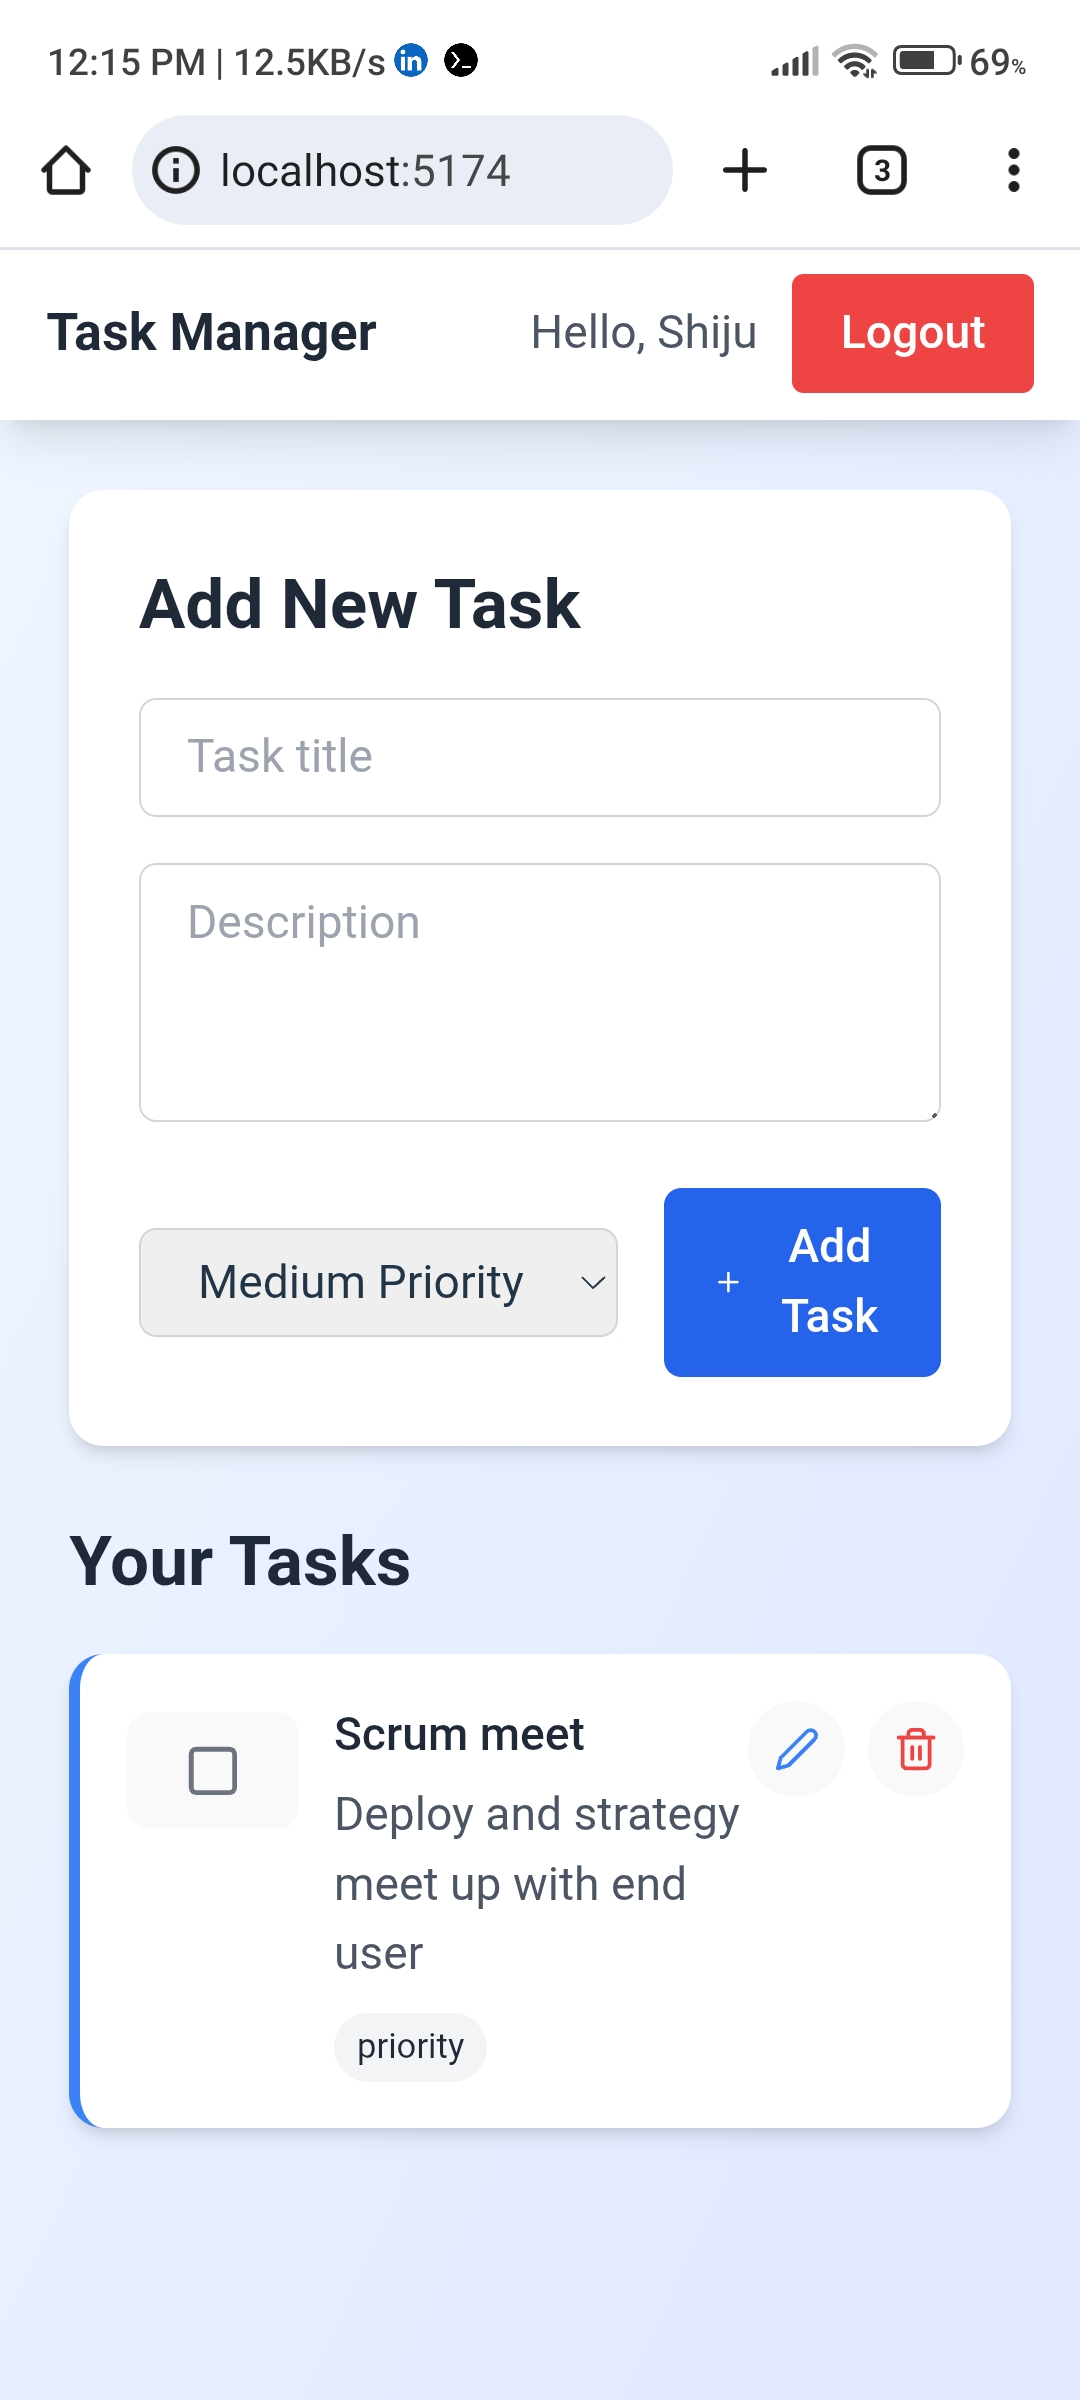 12:15 PM | 12.5KB/s in >_ 69%
localhost:5174 3
Task Manager Hello, Shiju Logout
Add New Task
Task title
Description
Medium Priority + Add
Task
Your Tasks
Scrum meet
Deploy and strategy
meet up with end
user
priority